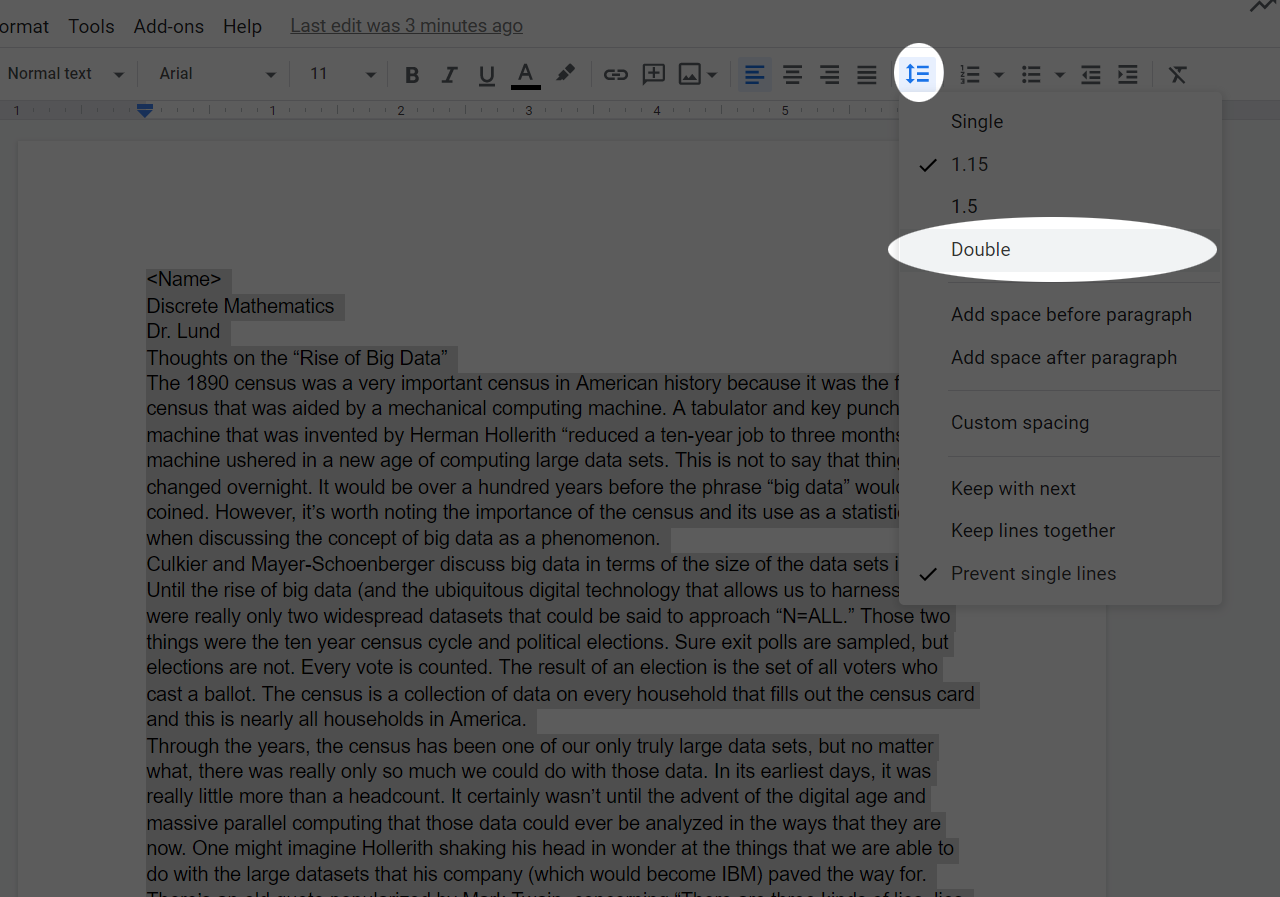 ormat Tools Add-ons Help Last edit was 3 minutes ago
Normal text Arial 11 B I U A
1 1 2 3 4 5
Single
1.15
1.5
Double
Add space before paragraph
Add space after paragraph
Custom spacing
Keep with next
Keep lines together
Prevent single lines
<Name>
Discrete Mathematics
Dr. Lund
Thoughts on the “Rise of Big Data”
The 1890 census was a very important census in American history because it was the f
census that was aided by a mechanical computing machine. A tabulator and key punch
machine that was invented by Herman Hollerith “reduced a ten-year job to three months
machine ushered in a new age of computing large data sets. This is not to say that thing
changed overnight. It would be over a hundred years before the phrase “big data” would
coined. However, it’s worth noting the importance of the census and its use as a statistic
when discussing the concept of big data as a phenomenon.
Culkier and Mayer-Schoenberger discuss big data in terms of the size of the data sets i
Until the rise of big data (and the ubiquitous digital technology that allows us to harness
were really only two widespread datasets that could be said to approach “N=ALL.” Those two
things were the ten year census cycle and political elections. Sure exit polls are sampled, but
elections are not. Every vote is counted. The result of an election is the set of all voters who
cast a ballot. The census is a collection of data on every household that fills out the census card
and this is nearly all households in America.
Through the years, the census has been one of our only truly large data sets, but no matter
what, there was really only so much we could do with those data. In its earliest days, it was
really little more than a headcount. It certainly wasn’t until the advent of the digital age and
massive parallel computing that those data could ever be analyzed in the ways that they are
now. One might imagine Hollerith shaking his head in wonder at the things that we are able to
do with the large datasets that his company (which would become IBM) paved the way for.
There’s an old quote popularized by Mark Twain, concerning “There are three kinds of lies, lies,